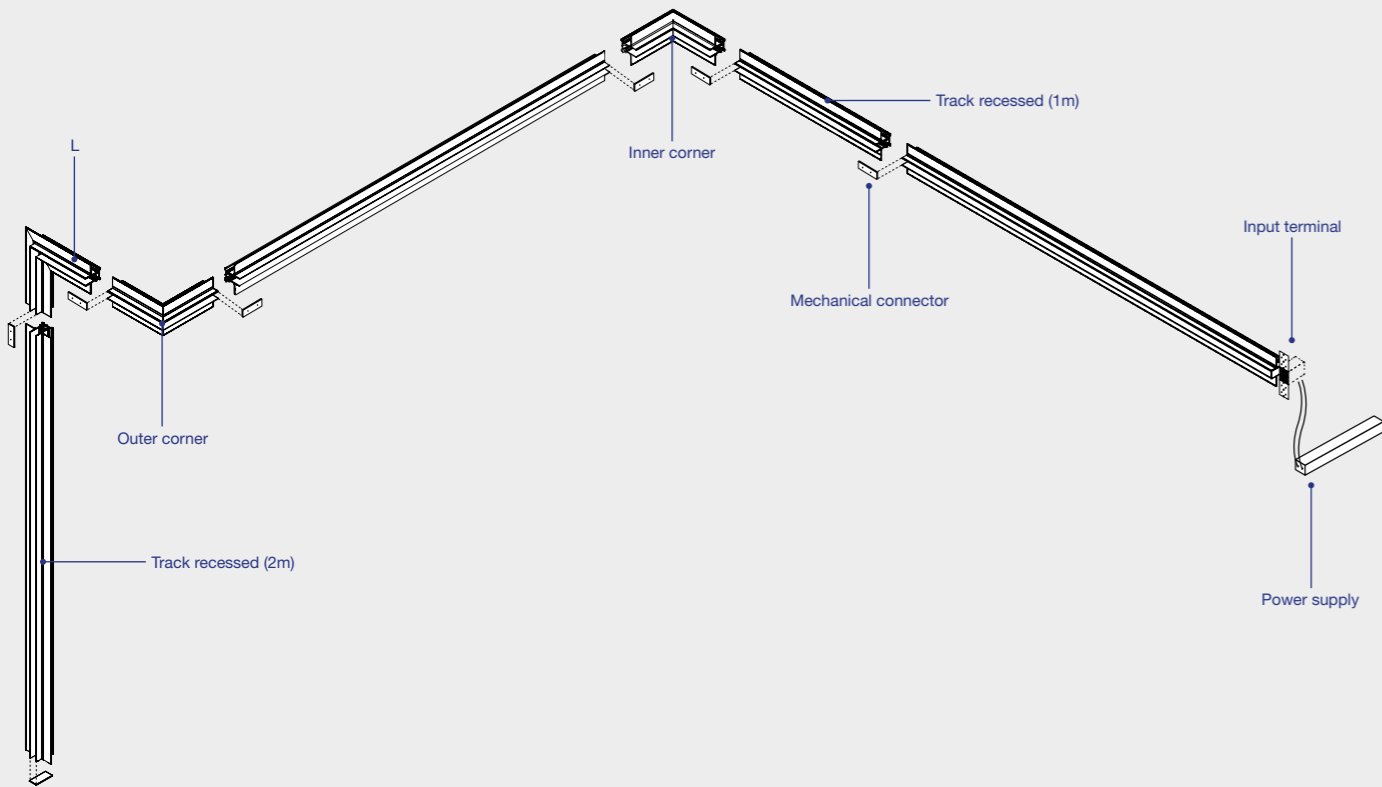 Track recessed (1m)
L
Inner corner
Input terminal
Mechanical connector
Outer corner
Track recessed (2m)
Power supply